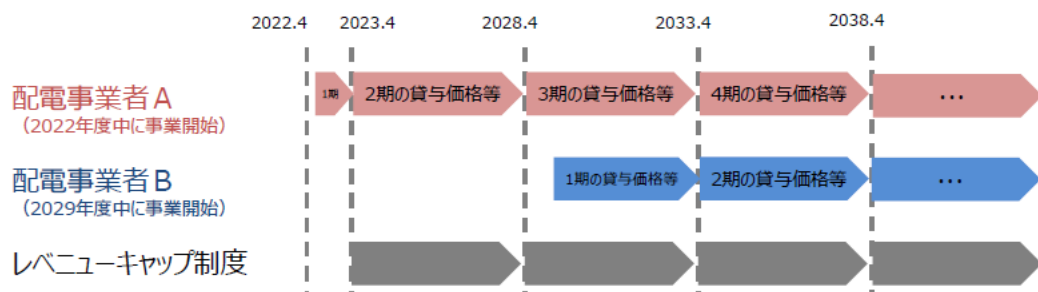 2022.4 2023.4 2028.4 2033.4 2038.4
配電事業者A
（2022年度中に事業開始）
1期 2期の貸与価格等 3期の貸与価格等 4期の貸与価格等 ・・・
配電事業者B
（2029年度中に事業開始）
1期の貸与価格等 2期の貸与価格等 ・・・
レベニューキャップ制度